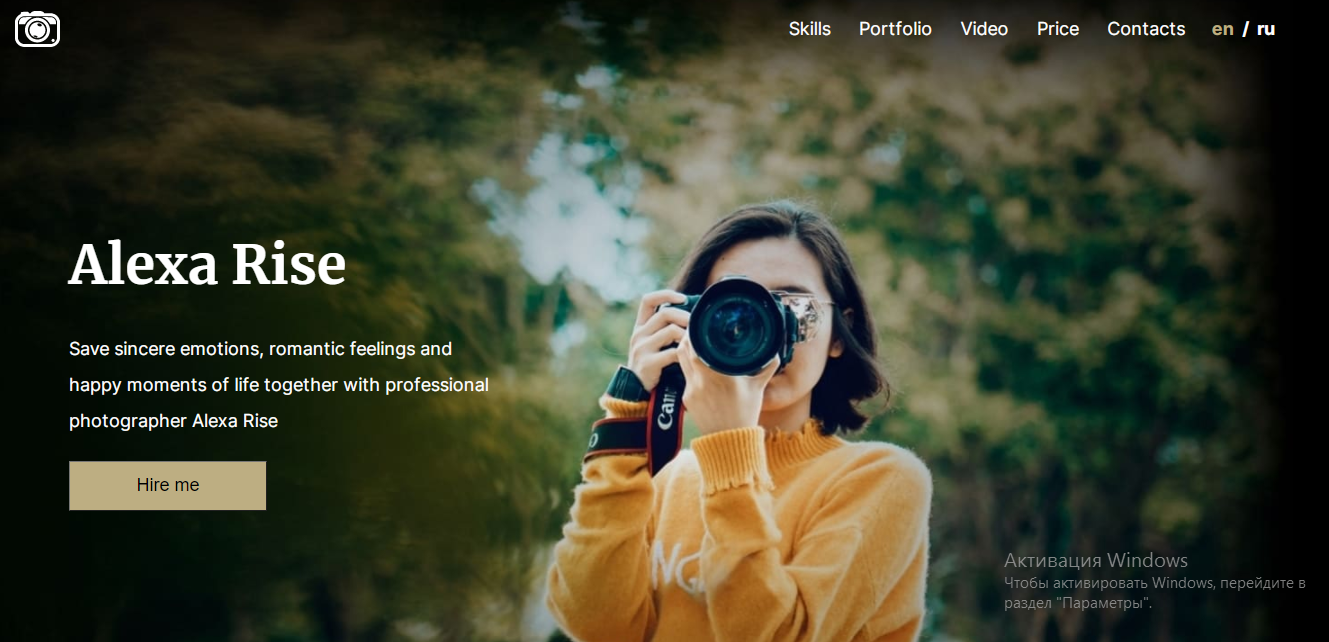 Skills Portfolio Video Price Contacts en / ru
Alexa Rise
Save sincere emotions, romantic feelings and
happy moments of life together with professional
photographer Alexa Rise
Hire me
Активация Windows
Чтобы активировать Windows, перейдите в
раздел "Параметры".